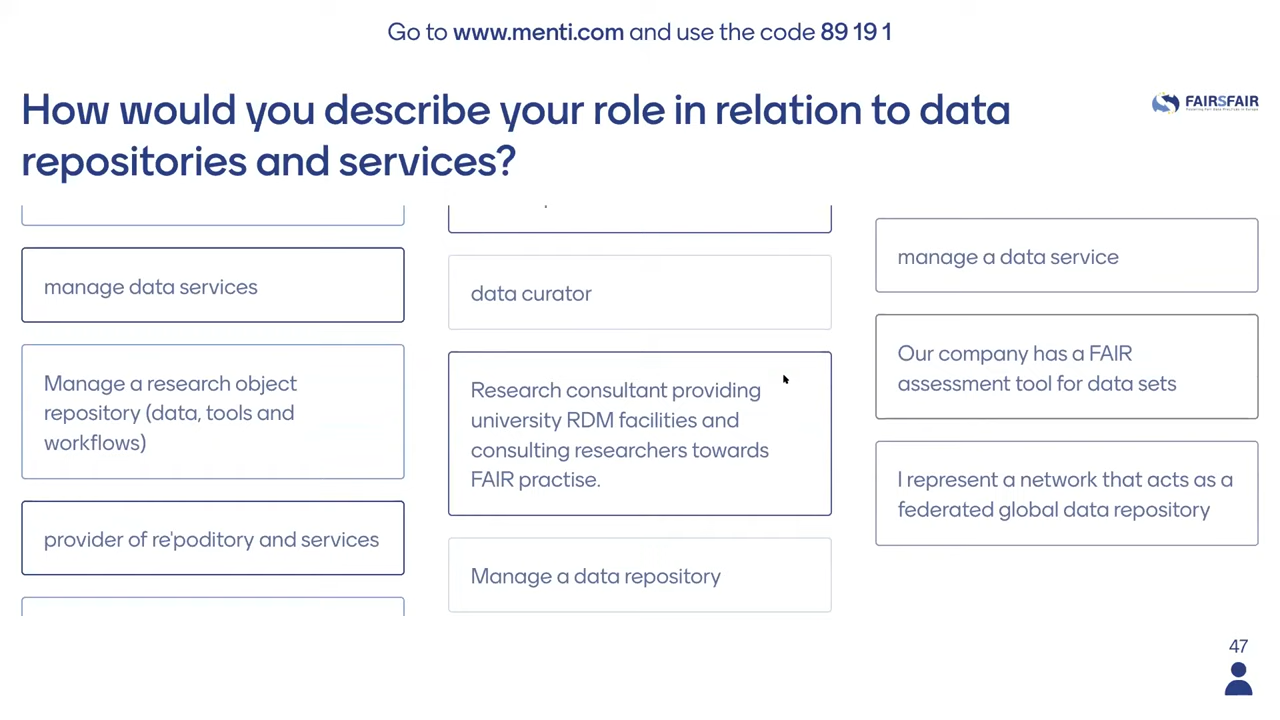 Go to www.menti.com and use the code 89 19 1
How would you describe your role in relation to data
repositories and services?
FAIRSFAIR
manage data services
Manage a research object
repository (data, tools and
workflows)
provider of re'poditory and services
data curator
Research consultant providing
university RDM facilities and
consulting researchers towards
FAIR practise.
Manage a data repository
manage a data service
Our company has a FAIR
assessment tool for data sets
I represent a network that acts as a
federated global data repository
47